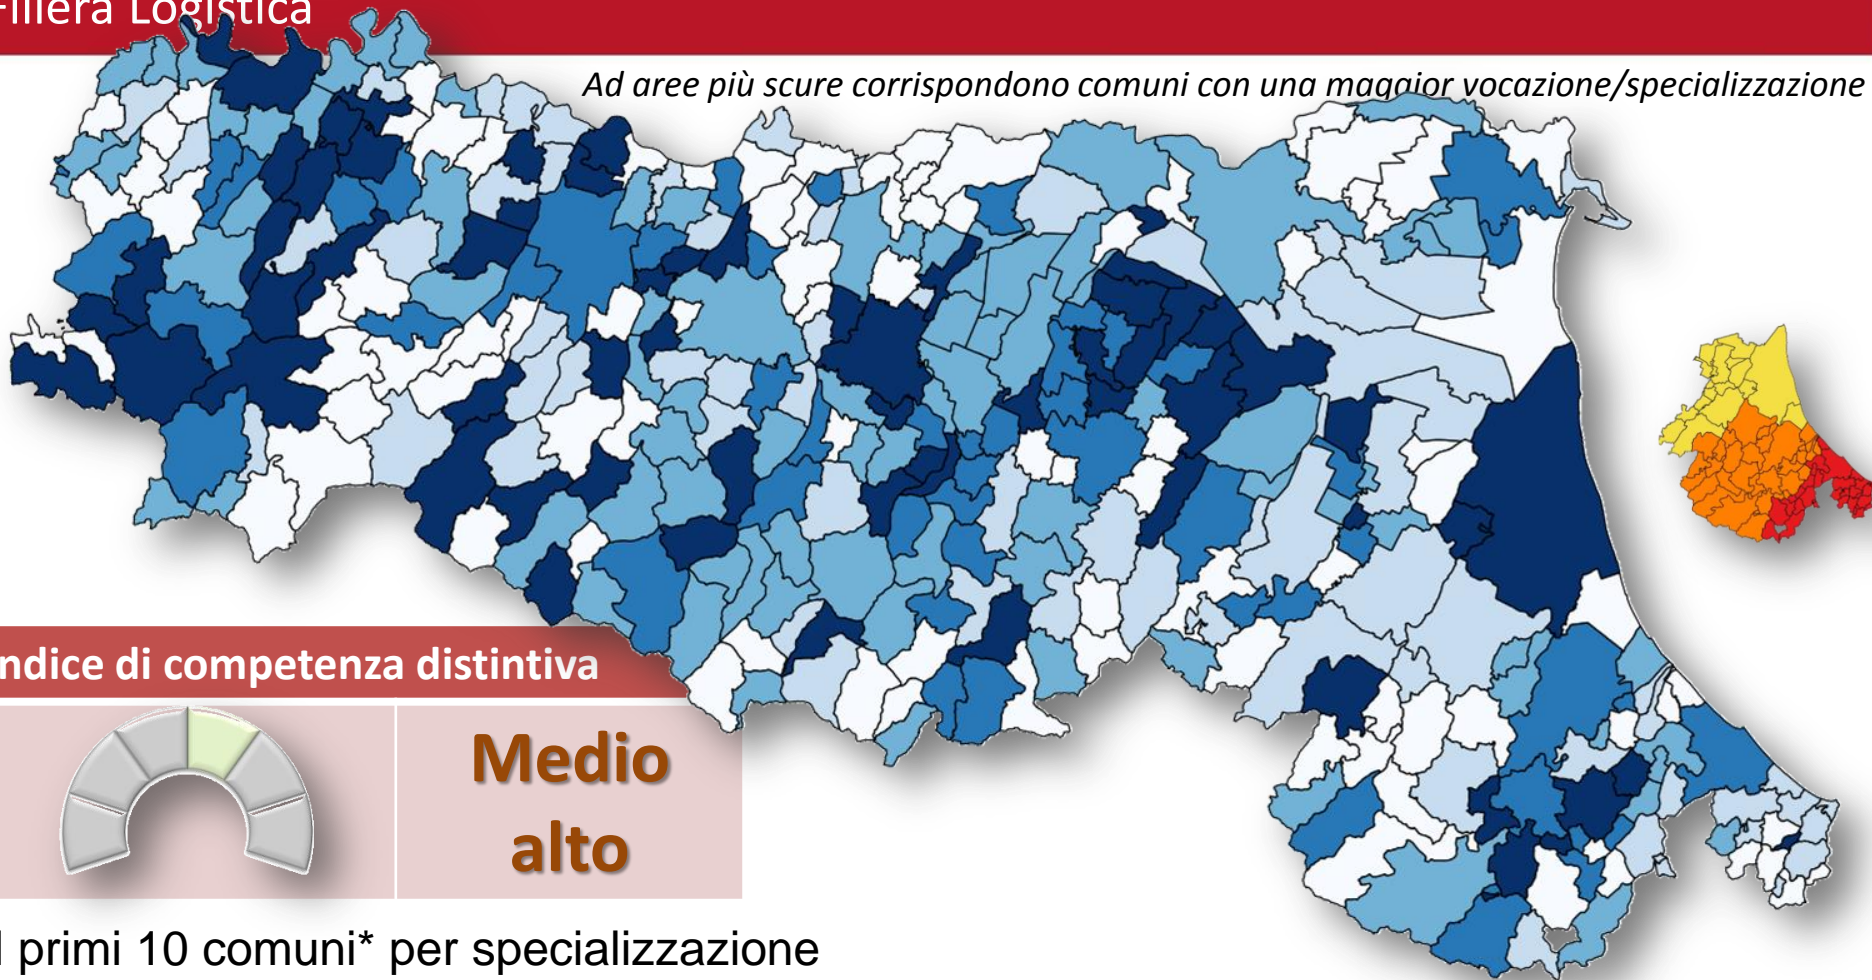 Filiera Logistica
Ad aree più scure corrispondono comuni con una maggior vocazione/specializzazione
ndice di competenza distintiva
Medio
alto
I primi 10 comuni* per specializzazione